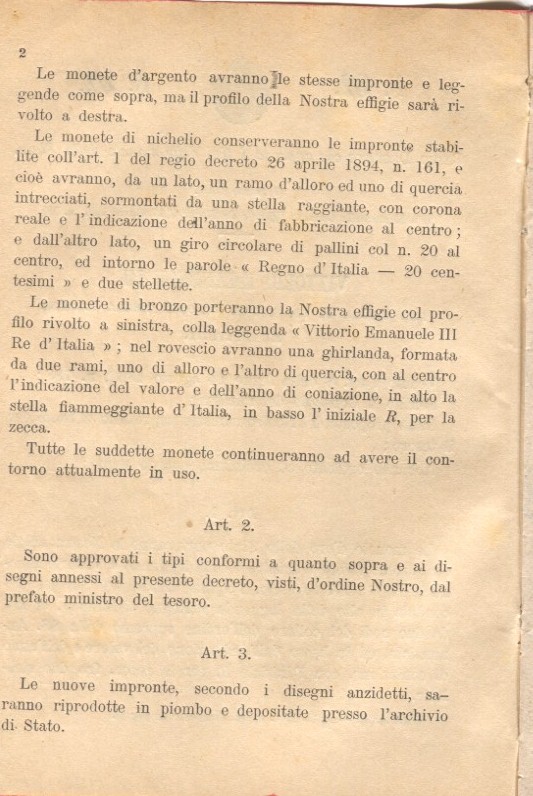 2
Le monete d'argento avranno le stesse impronte e leg-
gende come sopra, ma il profilo della Nostra effigie sarà ri-
volto a destra.
Le monete di nichelio conserveranno le impronte stabi-
lite coll'art. 1 del regio decreto 26 aprile 1894, n. 161, e
cioè avranno, da un lato, un ramo d'alloro ed uno di quercia
intrecciati, sormontati da una stella raggiante, con corona
reale e l'indicazione dell'anno di fabbricazione al centro;
e dall'altro lato, un giro circolare di pallini col n. 20 al
centro, ed intorno le parole « Regno d'Italia — 20 cen-
tesimi » e due stellette.
Le monete di bronzo porteranno la Nostra effigie col pro-
filo rivolto a sinistra, colla leggenda « Vittorio Emanuele III
Re d'Italia »; nel rovescio avranno una ghirlanda, formata
da due rami, uno di alloro e l'altro di quercia, con al centro
l'indicazione del valore e dell'anno di coniazione, in alto la
stella fiammeggiante d'Italia, in basso l'iniziale R, per la
zecca.
Tutte le suddette monete continueranno ad avere il con-
torno attualmente in uso.
Art. 2.
Sono approvati i tipi conformi a quanto sopra e ai di-
segni annessi al presente decreto, visti, d'ordine Nostro, dal
prefato ministro del tesoro.
Art. 3.
Le nuove impronte, secondo i disegni anzidetti, sa-
ranno riprodotte in piombo e depositate presso l'archivio
di Stato.